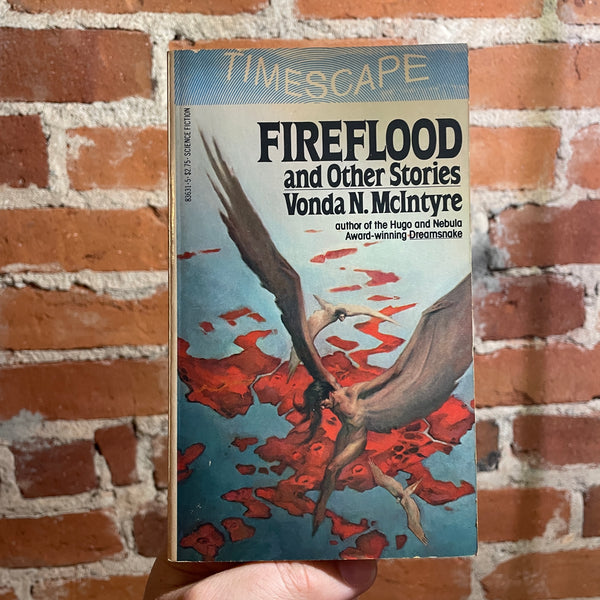 TIMESCAPE
83631-5·$2.75·SCIENCE FICTION
FIREFLOOD
and Other Stories
Vonda N. McIntyre
author of the Hugo and Nebula
Award-winning Dreamsnake